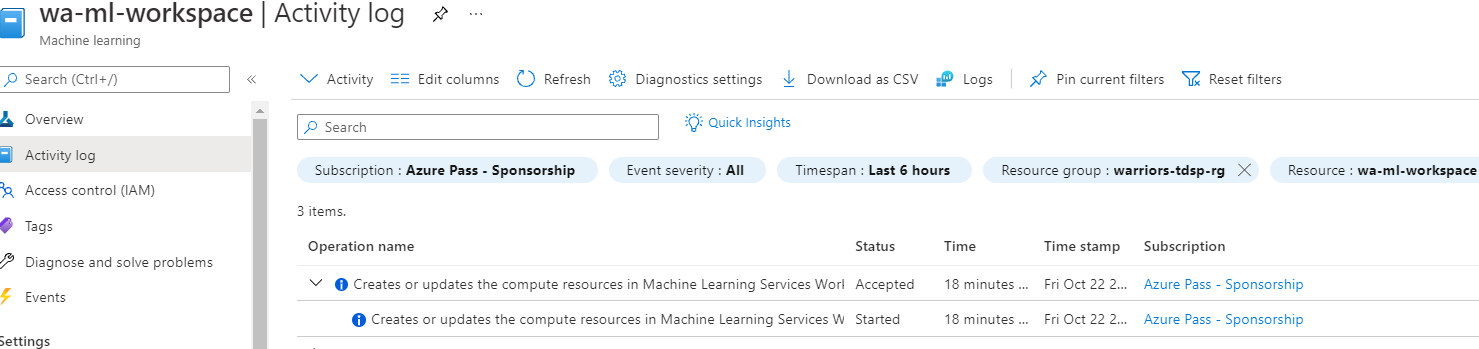 wa-ml-workspace | Activity log ...
Machine learning
Search (Ctrl+/) «
Activity Edit columns Refresh Diagnostics settings Download as CSV Logs Pin current filters Reset filters
Overview
Activity log
Access control (IAM)
Tags
Diagnose and solve problems
Events
Settings
Search Quick Insights
Subscription : Azure Pass - Sponsorship Event severity : All Timespan : Last 6 hours Resource group : warriors-tdsp-rg Resource : wa-ml-workspace
3 items.
Operation name Status Time Time stamp Subscription
Creates or updates the compute resources in Machine Learning Services Worl Accepted 18 minutes ... Fri Oct 22 2... Azure Pass - Sponsorship
Creates or updates the compute resources in Machine Learning Services W Started 18 minutes ... Fri Oct 22 2... Azure Pass - Sponsorship